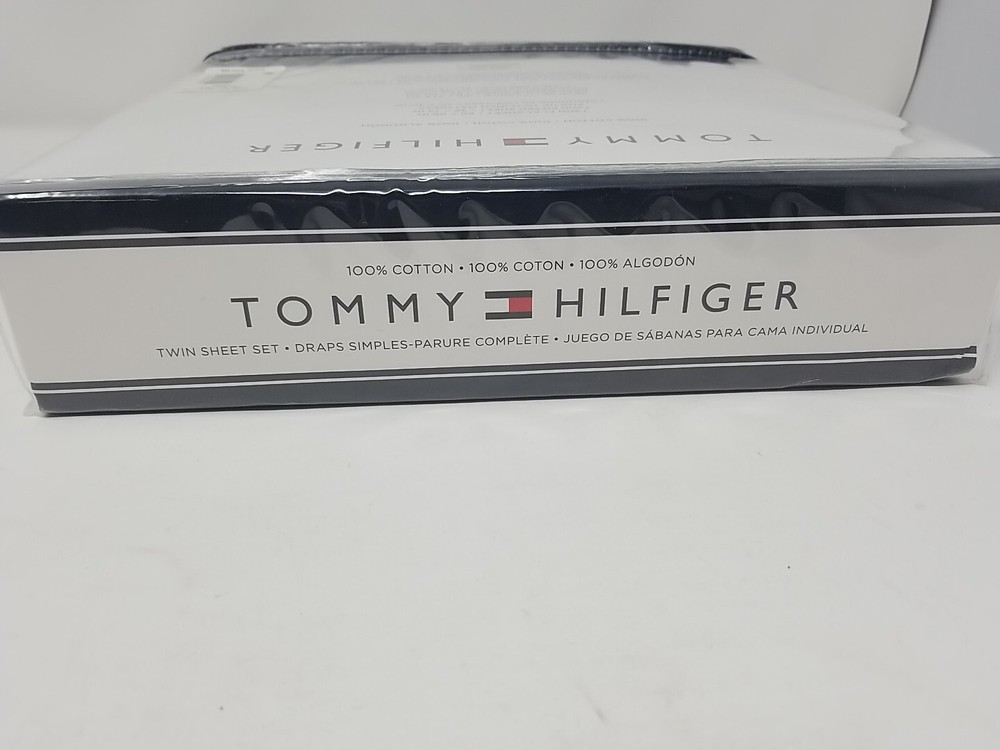 TOMMY HILFIGER
100% COTTON • 100% COTON • 100% ALGODÓN
TOMMY HILFIGER
TWIN SHEET SET • DRAPS SIMPLES-PARURE COMPLÈTE • JUEGO DE SÁBANAS PARA CAMA INDIVIDUAL